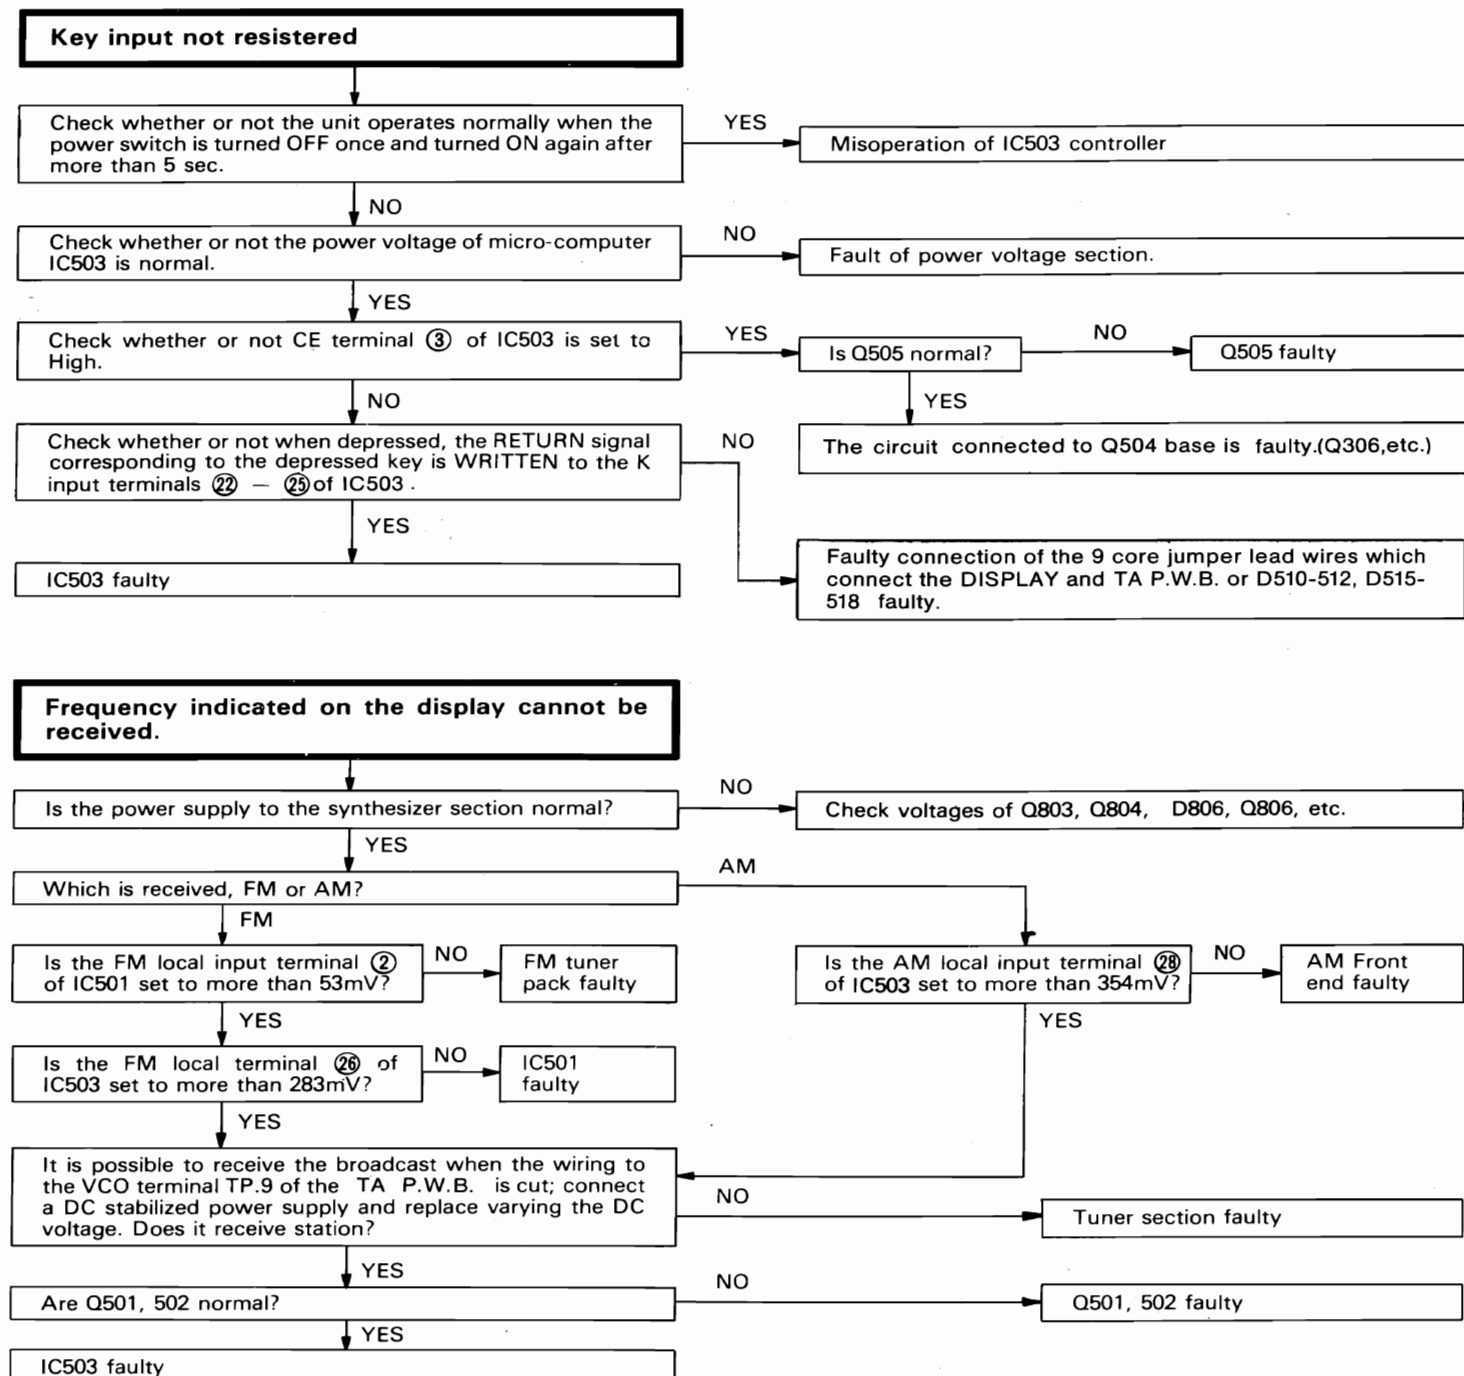 Key input not resistered
Check whether or not the unit operates normally when the
power switch is turned OFF once and turned ON again after
more than 5 sec.
YES
Misoperation of IC503 controller
NO
Check whether or not the power voltage of micro-computer
IC503 is normal.
NO
Fault of power voltage section.
YES
Check whether or not CE terminal ③ of IC503 is set to
High.
YES
Is Q505 normal?
NO
Q505 faulty
NO
YES
Check whether or not when depressed, the RETURN signal
corresponding to the depressed key is WRITTEN to the K
input terminals ㉒ — ㉕ of IC503 .
NO
The circuit connected to Q504 base is faulty.(Q306,etc.)
YES
IC503 faulty
Faulty connection of the 9 core jumper lead wires which
connect the DISPLAY and TA P.W.B. or D510-512, D515-
518 faulty.
Frequency indicated on the display cannot be
received.
Is the power supply to the synthesizer section normal?
NO
Check voltages of Q803, Q804, D806, Q806, etc.
YES
Which is received, FM or AM?
AM
FM
Is the FM local input terminal ②
of IC501 set to more than 53mV?
NO
FM tuner
pack faulty
Is the AM local input terminal ㉘
of IC503 set to more than 354mV?
NO
AM Front
end faulty
YES
YES
Is the FM local terminal ㉖ of
IC503 set to more than 283mV?
NO
IC501
faulty
YES
It is possible to receive the broadcast when the wiring to
the VCO terminal TP.9 of the TA P.W.B. is cut; connect
a DC stabilized power supply and replace varying the DC
voltage. Does it receive station?
NO
Tuner section faulty
YES
Are Q501, 502 normal?
NO
Q501, 502 faulty
YES
IC503 faulty